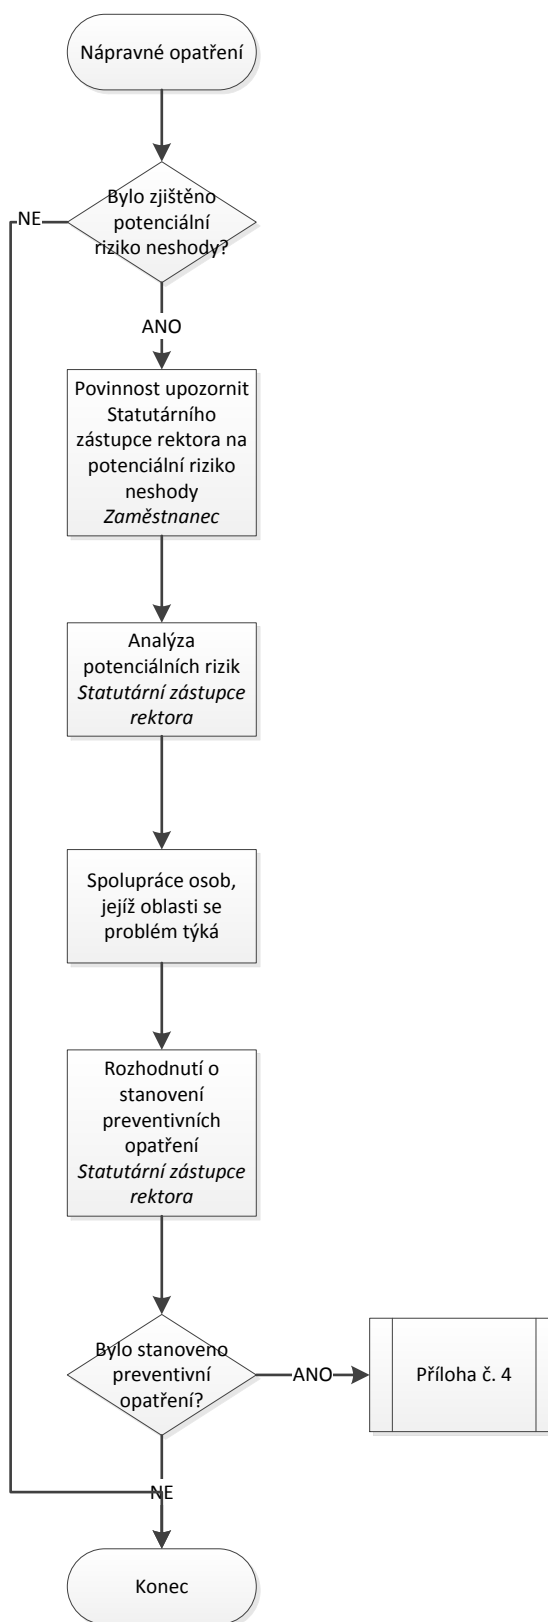 Nápravné opatření
Bylo zjištěno
potenciální
riziko neshody?
NE
ANO
Povinnost upozornit
Statutárního
zástupce rektora na
potenciální riziko
neshody
Zaměstnanec
Analýza
potenciálních rizik
Statutární zástupce
rektora
Spolupráce osob,
jejíž oblasti se
problém týká
Rozhodnutí o
stanovení
preventivních
opatření
Statutární zástupce
rektora
Bylo stanoveno
preventivní
opatření?
ANO
Příloha č. 4
NE
Konec